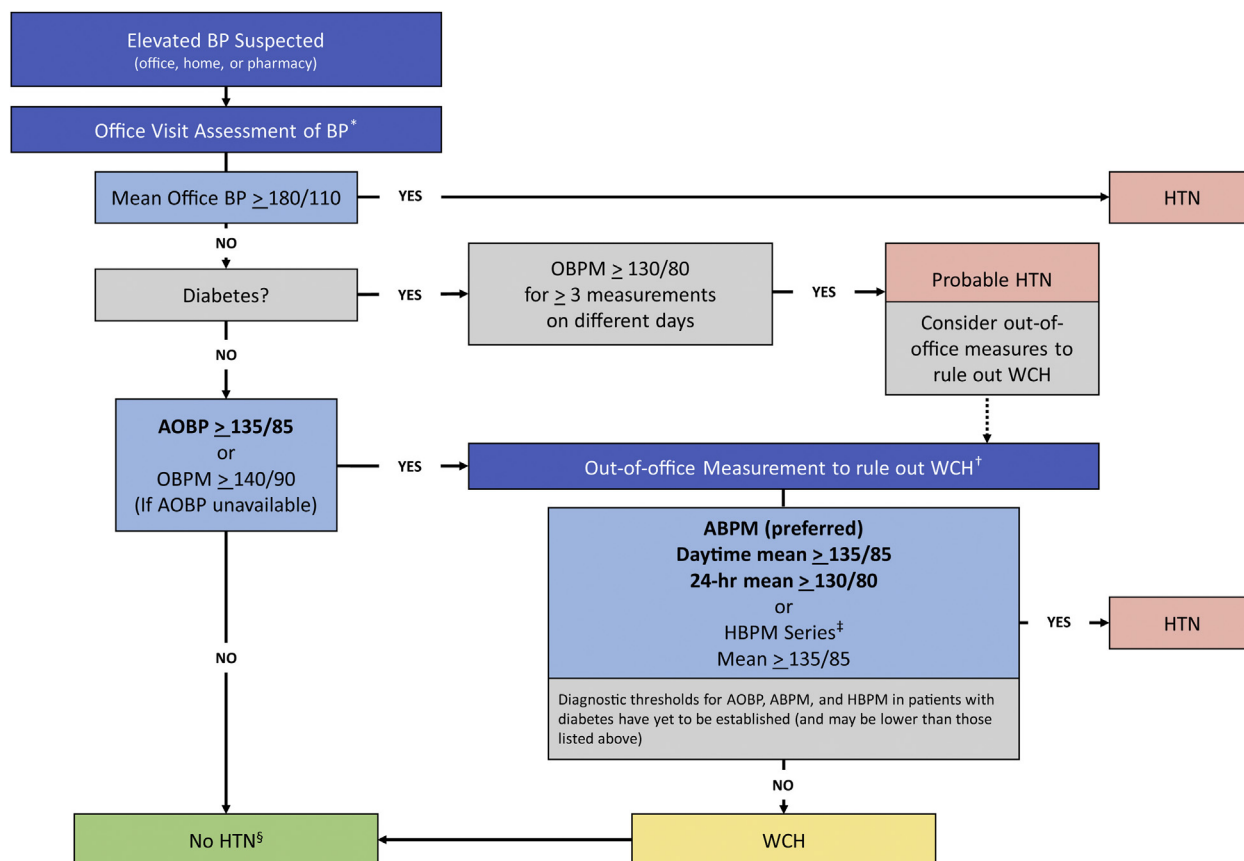 Elevated BP Suspected
(office, home, or pharmacy)
Office Visit Assessment of BP*
Mean Office BP ≥ 180/110
YES
HTN
NO
Diabetes?
YES
OBPM ≥ 130/80
for ≥ 3 measurements
on different days
YES
Probable HTN
Consider out-of-
office measures to
rule out WCH
NO
AOBP ≥ 135/85
or
OBPM ≥ 140/90
(If AOBP unavailable)
YES
Out-of-office Measurement to rule out WCH†
ABPM (preferred)
Daytime mean ≥ 135/85
24-hr mean ≥ 130/80
or
HBPM Series‡
Mean ≥ 135/85
YES
HTN
Diagnostic thresholds for AOBP, ABPM, and HBPM in patients with
diabetes have yet to be established (and may be lower than those
listed above)
NO
NO
No HTN§
WCH